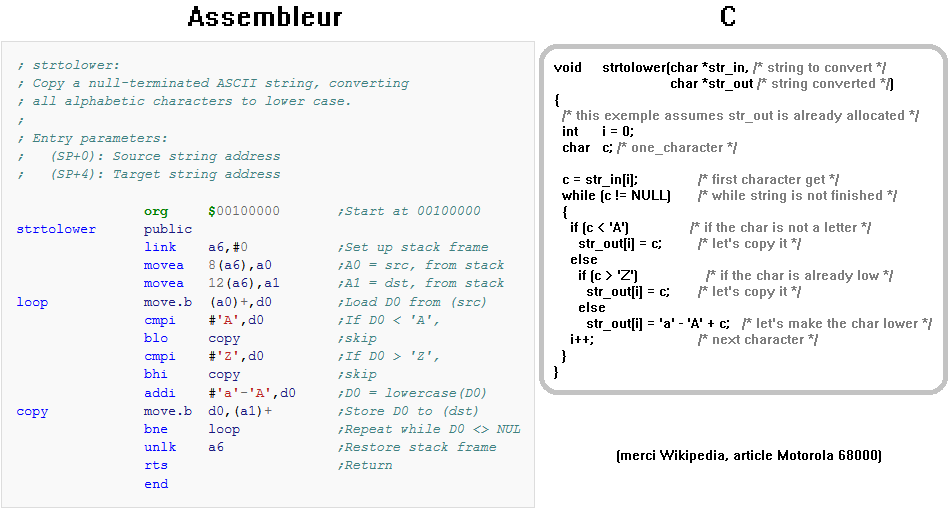 Assembleur
; strtolower:
; Copy a null-terminated ASCII string, converting
; all alphabetic characters to lower case.
;
; Entry parameters:
;   (SP+0): Source string address
;   (SP+4): Target string address
                org     $00100000       ;Start at 00100000
strtolower      public
                link    a6,#0           ;Set up stack frame
                movea   8(a6),a0        ;A0 = src, from stack
                movea   12(a6),a1       ;A1 = dst, from stack
loop            move.b  (a0)+,d0        ;Load D0 from (src)
                cmpi    #'A',d0         ;If D0 < 'A',
                blo     copy            ;skip
                cmpi    #'Z',d0         ;If D0 > 'Z',
                bhi     copy            ;skip
                addi    #'a'-'A',d0     ;D0 = lowercase(D0)
copy            move.b  d0,(a1)+        ;Store D0 to (dst)
                bne     loop            ;Repeat while D0 <> NUL
                unlk    a6              ;Restore stack frame
                rts                     ;Return
                end
C
void    strtolower(char *str_in, /* string to convert */
                   char *str_out /* string converted */)
{
  /* this exemple assumes str_out is already allocated */
  int    i = 0;
  char   c; /* one_character */
  c = str_in[i];          /* first character get */
  while (c != NULL)       /* while string is not finished */
  {
    if (c < 'A')          /* if the char is not a letter */
      str_out[i] = c;     /* let's copy it */
    else
      if (c > 'Z')          /* if the char is already low */
        str_out[i] = c;   /* let's copy it */
      else
        str_out[i] = 'a' - 'A' + c;  /* let's make the char lower */
    i++;                  /* next character */
  }
}
(merci Wikipedia, article Motorola 68000)